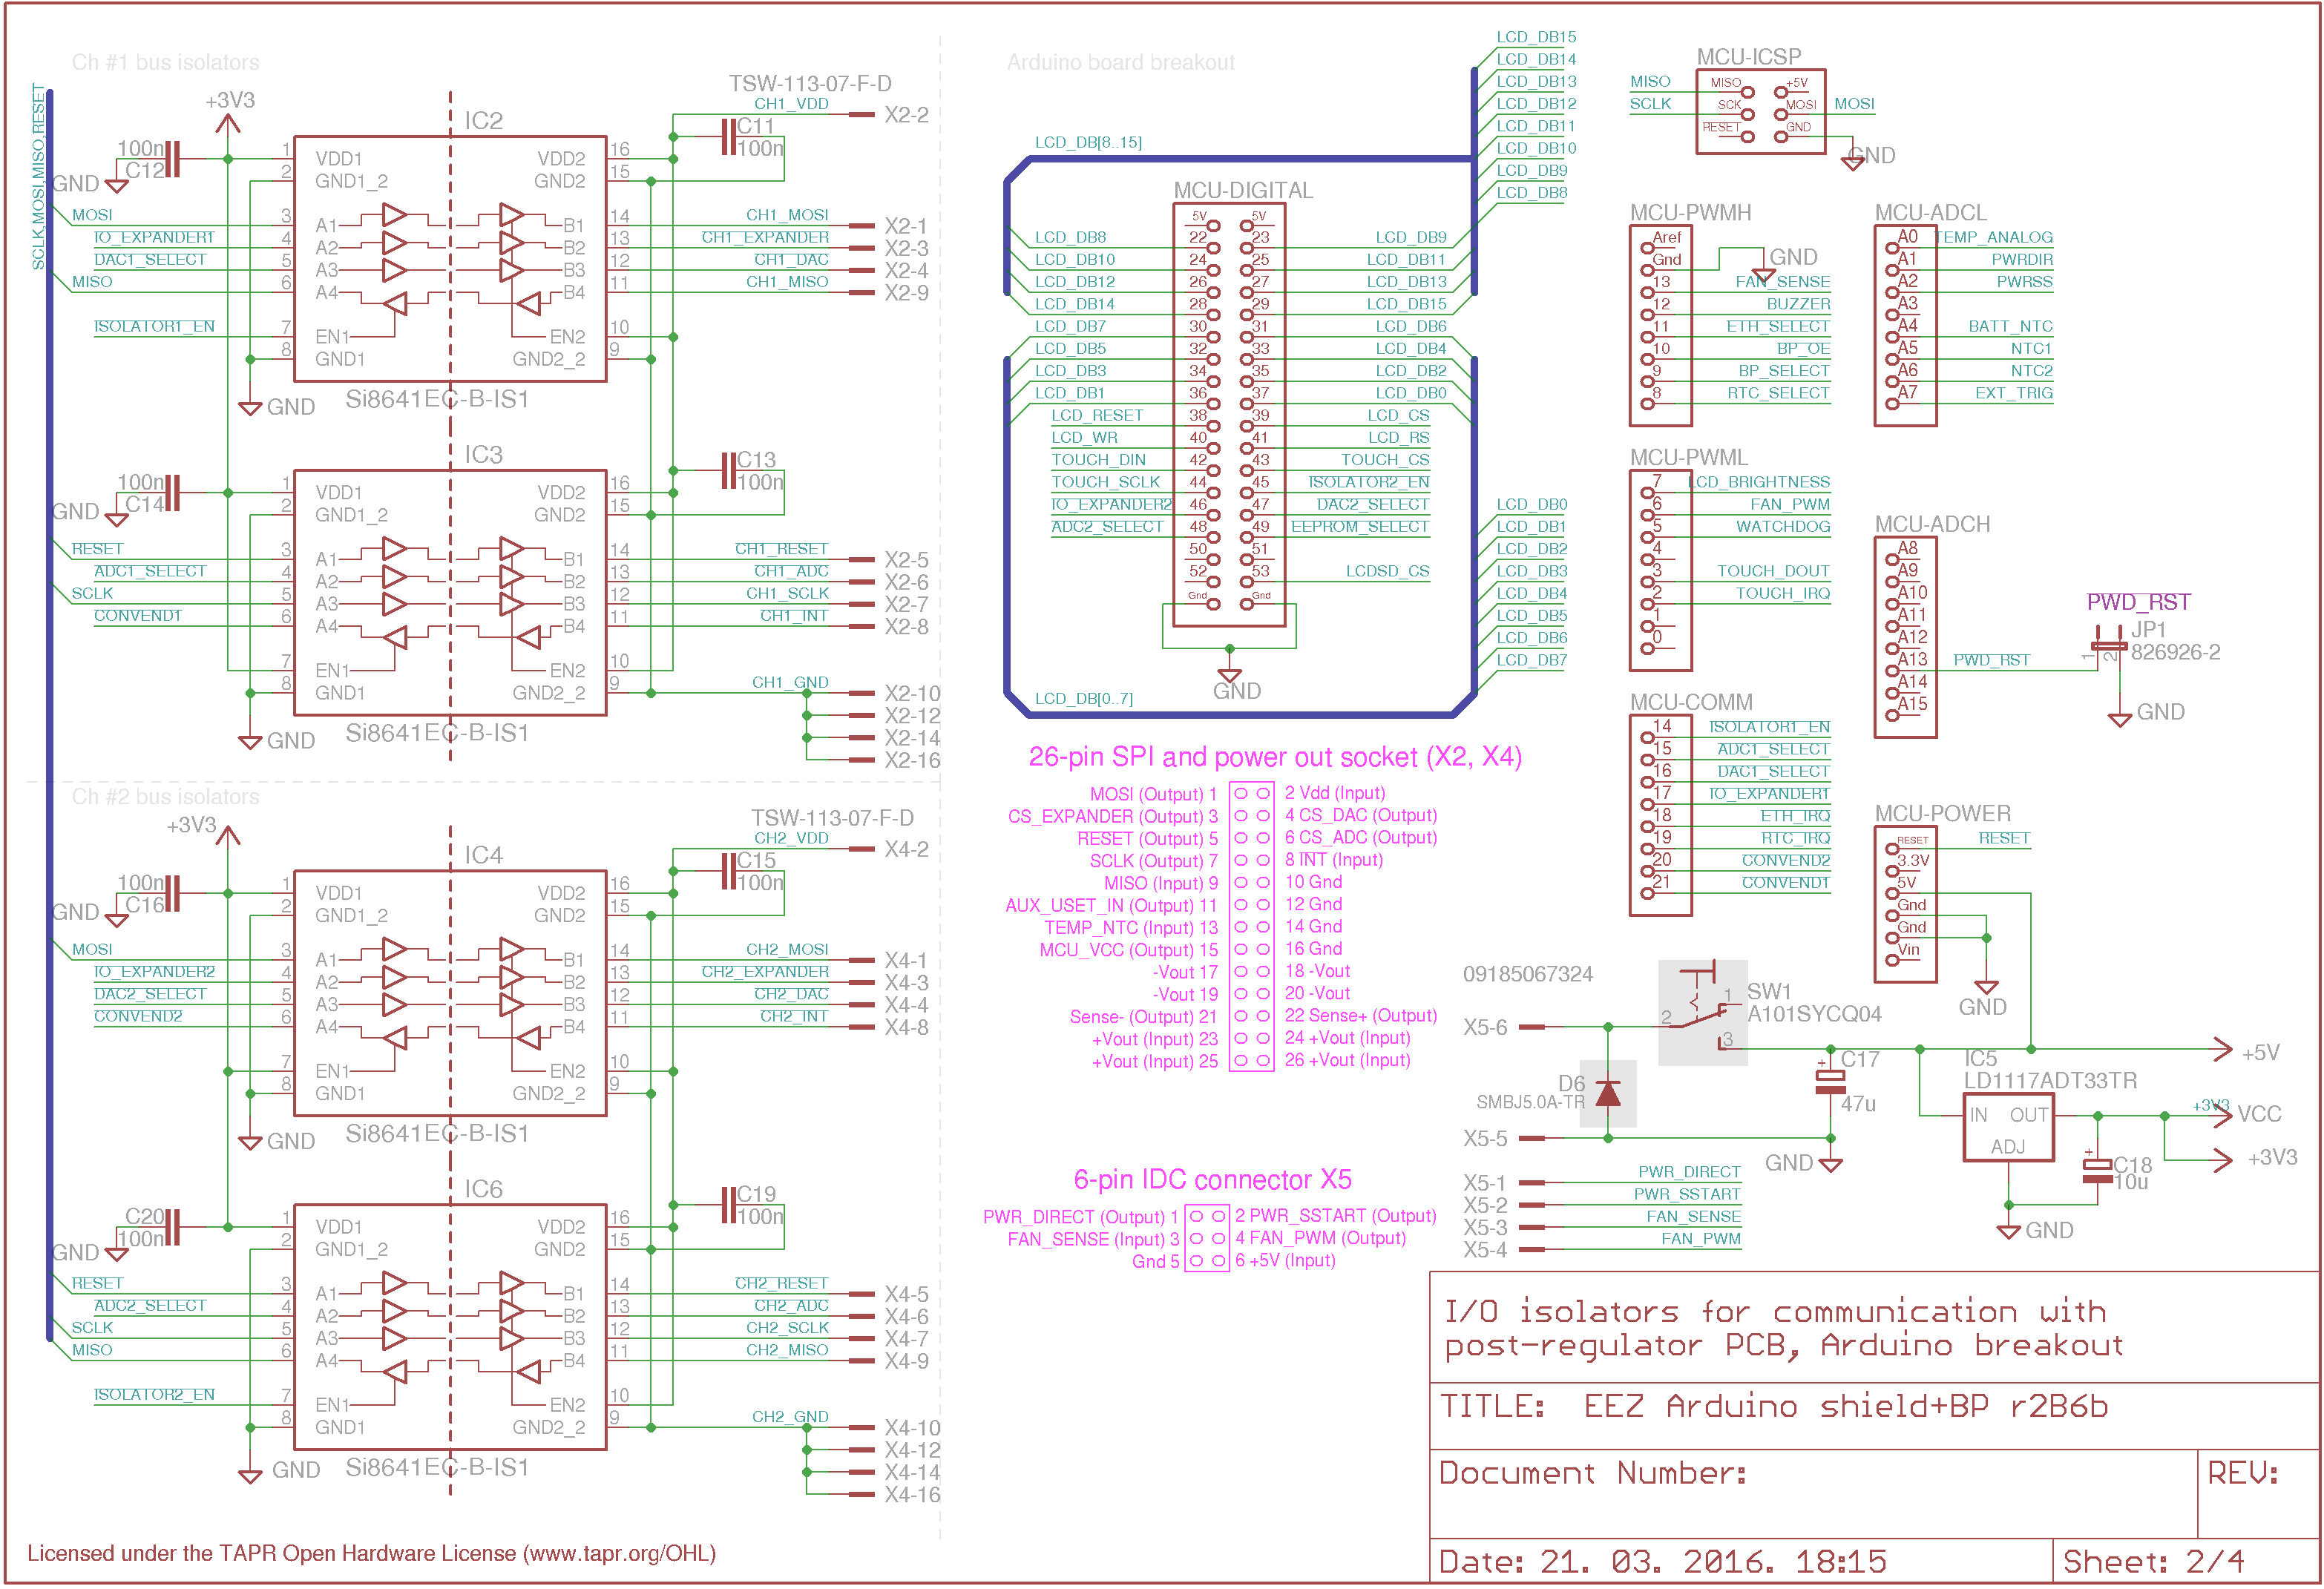 Ch #1 bus isolators
SCLK,MOSI,MISO,RESET
+3V3
100n
C12
GND
IC2
1 VDD1 VDD2 16
2 GND1_2 GND2 15
MOSI 3 A1 B1 14 CH1_MOSI X2-1
IO_EXPANDER1 4 A2 B2 13 CH1_EXPANDER X2-3
DAC1_SELECT 5 A3 B3 12 CH1_DAC X2-4
MISO 6 A4 B4 11 CH1_MISO X2-9
ISOLATOR1_EN 7 EN1 EN2 10
8 GND1 GND2_2 9
GND
Si8641EC-B-IS1
TSW-113-07-F-D
CH1_VDD X2-2
C11
100n
IC3
100n
C14
GND
1 VDD1 VDD2 16
2 GND1_2 GND2 15
RESET 3 A1 B1 14 CH1_RESET X2-5
ADC1_SELECT 4 A2 B2 13 CH1_ADC X2-6
SCLK 5 A3 B3 12 CH1_SCLK X2-7
CONVEND1 6 A4 B4 11 CH1_INT X2-8
7 EN1 EN2 10
8 GND1 GND2_2 9
CH1_GND X2-10
X2-12
X2-14
X2-16
GND
Si8641EC-B-IS1
C13
100n
Ch #2 bus isolators
+3V3
100n
C16
GND
IC4
1 VDD1 VDD2 16
2 GND1_2 GND2 15
MOSI 3 A1 B1 14 CH2_MOSI X4-1
IO_EXPANDER2 4 A2 B2 13 CH2_EXPANDER X4-3
DAC2_SELECT 5 A3 B3 12 CH2_DAC X4-4
CONVEND2 6 A4 B4 11 CH2_INT X4-8
7 EN1 EN2 10
8 GND1 GND2_2 9
GND
Si8641EC-B-IS1
TSW-113-07-F-D
CH2_VDD X4-2
C15
100n
IC6
C20
100n
GND
1 VDD1 VDD2 16
2 GND1_2 GND2 15
RESET 3 A1 B1 14 CH2_RESET X4-5
ADC2_SELECT 4 A2 B2 13 CH2_ADC X4-6
SCLK 5 A3 B3 12 CH2_SCLK X4-7
MISO 6 A4 B4 11 CH2_MISO X4-9
ISOLATOR2_EN 7 EN1 EN2 10
8 GND1 GND2_2 9
CH2_GND X4-10
X4-12
X4-14
X4-16
GND
Si8641EC-B-IS1
C19
100n
Licensed under the TAPR Open Hardware License (www.tapr.org/OHL)
Arduino board breakout
LCD_DB15
LCD_DB14
LCD_DB13
LCD_DB12
LCD_DB11
LCD_DB10
LCD_DB9
LCD_DB8
LCD_DB[8..15]
MCU-DIGITAL
5V 5V
LCD_DB8 22 23 LCD_DB9
LCD_DB10 24 25 LCD_DB11
LCD_DB12 26 27 LCD_DB13
LCD_DB14 28 29 LCD_DB15
LCD_DB7 30 31 LCD_DB6
LCD_DB5 32 33 LCD_DB4
LCD_DB3 34 35 LCD_DB2
LCD_DB1 36 37 LCD_DB0
LCD_RESET 38 39 LCD_CS
LCD_WR 40 41 LCD_RS
TOUCH_DIN 42 43 TOUCH_CS
TOUCH_SCLK 44 45 ISOLATOR2_EN
IO_EXPANDER2 46 47 DAC2_SELECT
ADC2_SELECT 48 49 EEPROM_SELECT
50 51
52 53 LCDSD_CS
Gnd Gnd
GND
LCD_DB[0..7]
LCD_DB0
LCD_DB1
LCD_DB2
LCD_DB3
LCD_DB4
LCD_DB5
LCD_DB6
LCD_DB7
26-pin SPI and power out socket (X2, X4)
MOSI (Output) 1 2 Vdd (Input)
CS_EXPANDER (Output) 3 4 CS_DAC (Output)
RESET (Output) 5 6 CS_ADC (Output)
SCLK (Output) 7 8 INT (Input)
MISO (Input) 9 10 Gnd
AUX_USET_IN (Output) 11 12 Gnd
TEMP_NTC (Input) 13 14 Gnd
MCU_VCC (Output) 15 16 Gnd
-Vout 17 18 -Vout
-Vout 19 20 -Vout
Sense- (Output) 21 22 Sense+ (Output)
+Vout (Input) 23 24 +Vout (Input)
+Vout (Input) 25 26 +Vout (Input)
6-pin IDC connector X5
PWR_DIRECT (Output) 1 2 PWR_SSTART (Output)
FAN_SENSE (Input) 3 4 FAN_PWM (Output)
Gnd 5 6 +5V (Input)
MCU-ICSP
MISO MISO +5V
SCLK SCK MOSI MOSI
RESET GND
GND
MCU-PWMH
Aref
Gnd GND
13 FAN_SENSE
12 BUZZER
11 ETH_SELECT
10 BP_OE
9 BP_SELECT
8 RTC_SELECT
MCU-ADCL
A0 TEMP_ANALOG
A1 PWRDIR
A2 PWRSS
A3
A4 BATT_NTC
A5 NTC1
A6 NTC2
A7 EXT_TRIG
MCU-PWML
7 LCD_BRIGHTNESS
6 FAN_PWM
5 WATCHDOG
4
3 TOUCH_DOUT
2 TOUCH_IRQ
1
0
MCU-ADCH
A8
A9
A10
A11
A12
A13 PWD_RST
A14
A15
PWD_RST
JP1
826926-2
1 2
GND
MCU-COMM
14 ISOLATOR1_EN
15 ADC1_SELECT
16 DAC1_SELECT
17 IO_EXPANDER1
18 ETH_IRQ
19 RTC_IRQ
20 CONVEND2
21 CONVEND1
MCU-POWER
RESET RESET
3.3V
5V
Gnd
Gnd
Vin
GND
09185067324
X5-6
2 1 3
SW1
A101SYCQ04
D6
SMBJ5.0A-TR
X5-5
GND
+ C17
47u
IC5
LD1117ADT33TR
IN OUT
ADJ
GND
+ C18
10u
+5V
+3V3 VCC
+3V3
X5-1 PWR_DIRECT
X5-2 PWR_SSTART
X5-3 FAN_SENSE
X5-4 FAN_PWM
I/O isolators for communication with
post-regulator PCB, Arduino breakout
TITLE: EEZ Arduino shield+BP r2B6b
Document Number:
REV:
Date: 21. 03. 2016. 18:15
Sheet: 2/4